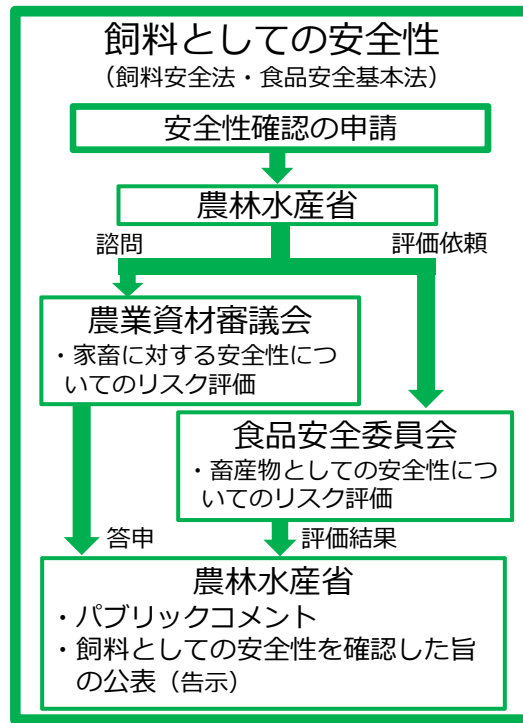 飼料としての安全性
（飼料安全法・食品安全基本法）
安全性確認の申請
農林水産省
諮問
評価依頼
農業資材審議会
・家畜に対する安全性につ
いてのリスク評価
食品安全委員会
・畜産物としての安全性につ
いてのリスク評価
答申
評価結果
農林水産省
・パブリックコメント
・飼料としての安全性を確認した旨
の公表（告示）